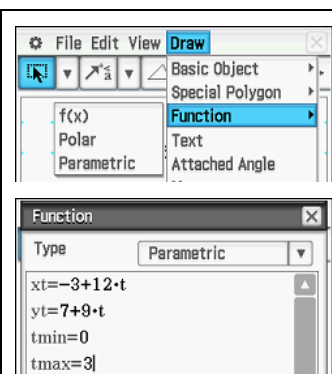 File Edit View Draw
Basic Object
Special Polygon
f(x) Function
Polar Text
Parametric Attached Angle
Function
Type Parametric
xt=-3+12·t
yt=7+9·t
tmin=0
tmax=3